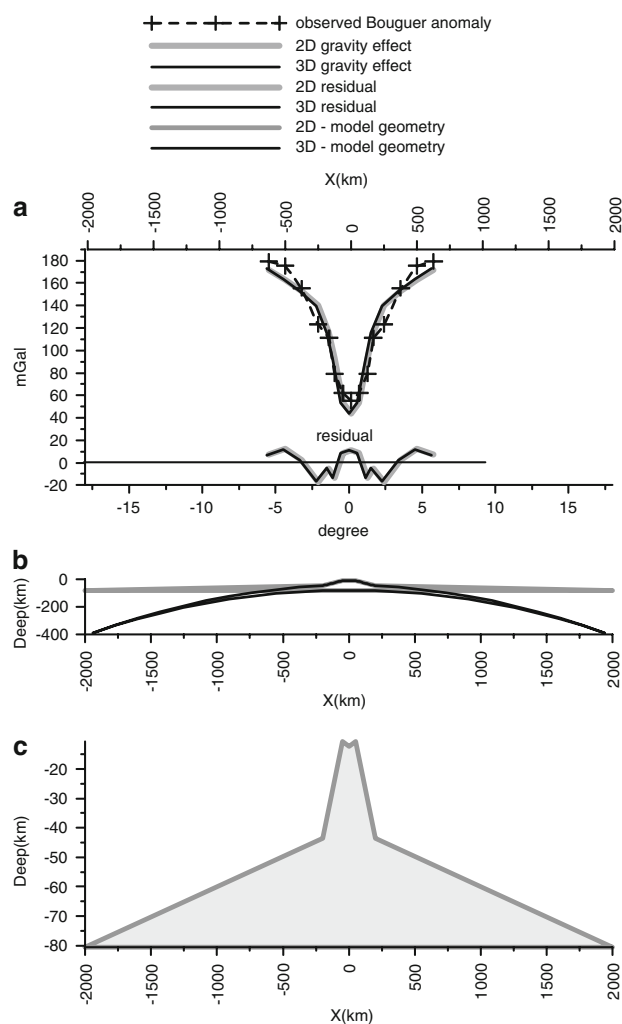 observed Bouguer anomaly
2D gravity effect
3D gravity effect
2D residual
3D residual
2D - model geometry
3D - model geometry
X(km)
a
-2000 -1500 -1000 -500 0 500 1000 1500 2000
180
160
140
120
100
80
60
40
20
0
-20
mGal
residual
-15 -10 -5 0 5 10 15
degree
b
0
-200
-400
Deep(km)
-2000 -1500 -1000 -500 0 500 1000 1500 2000
X(km)
c
-20
-30
-40
-50
-60
-70
-80
Deep(km)
-2000 -1500 -1000 -500 0 500 1000 1500 2000
X(km)